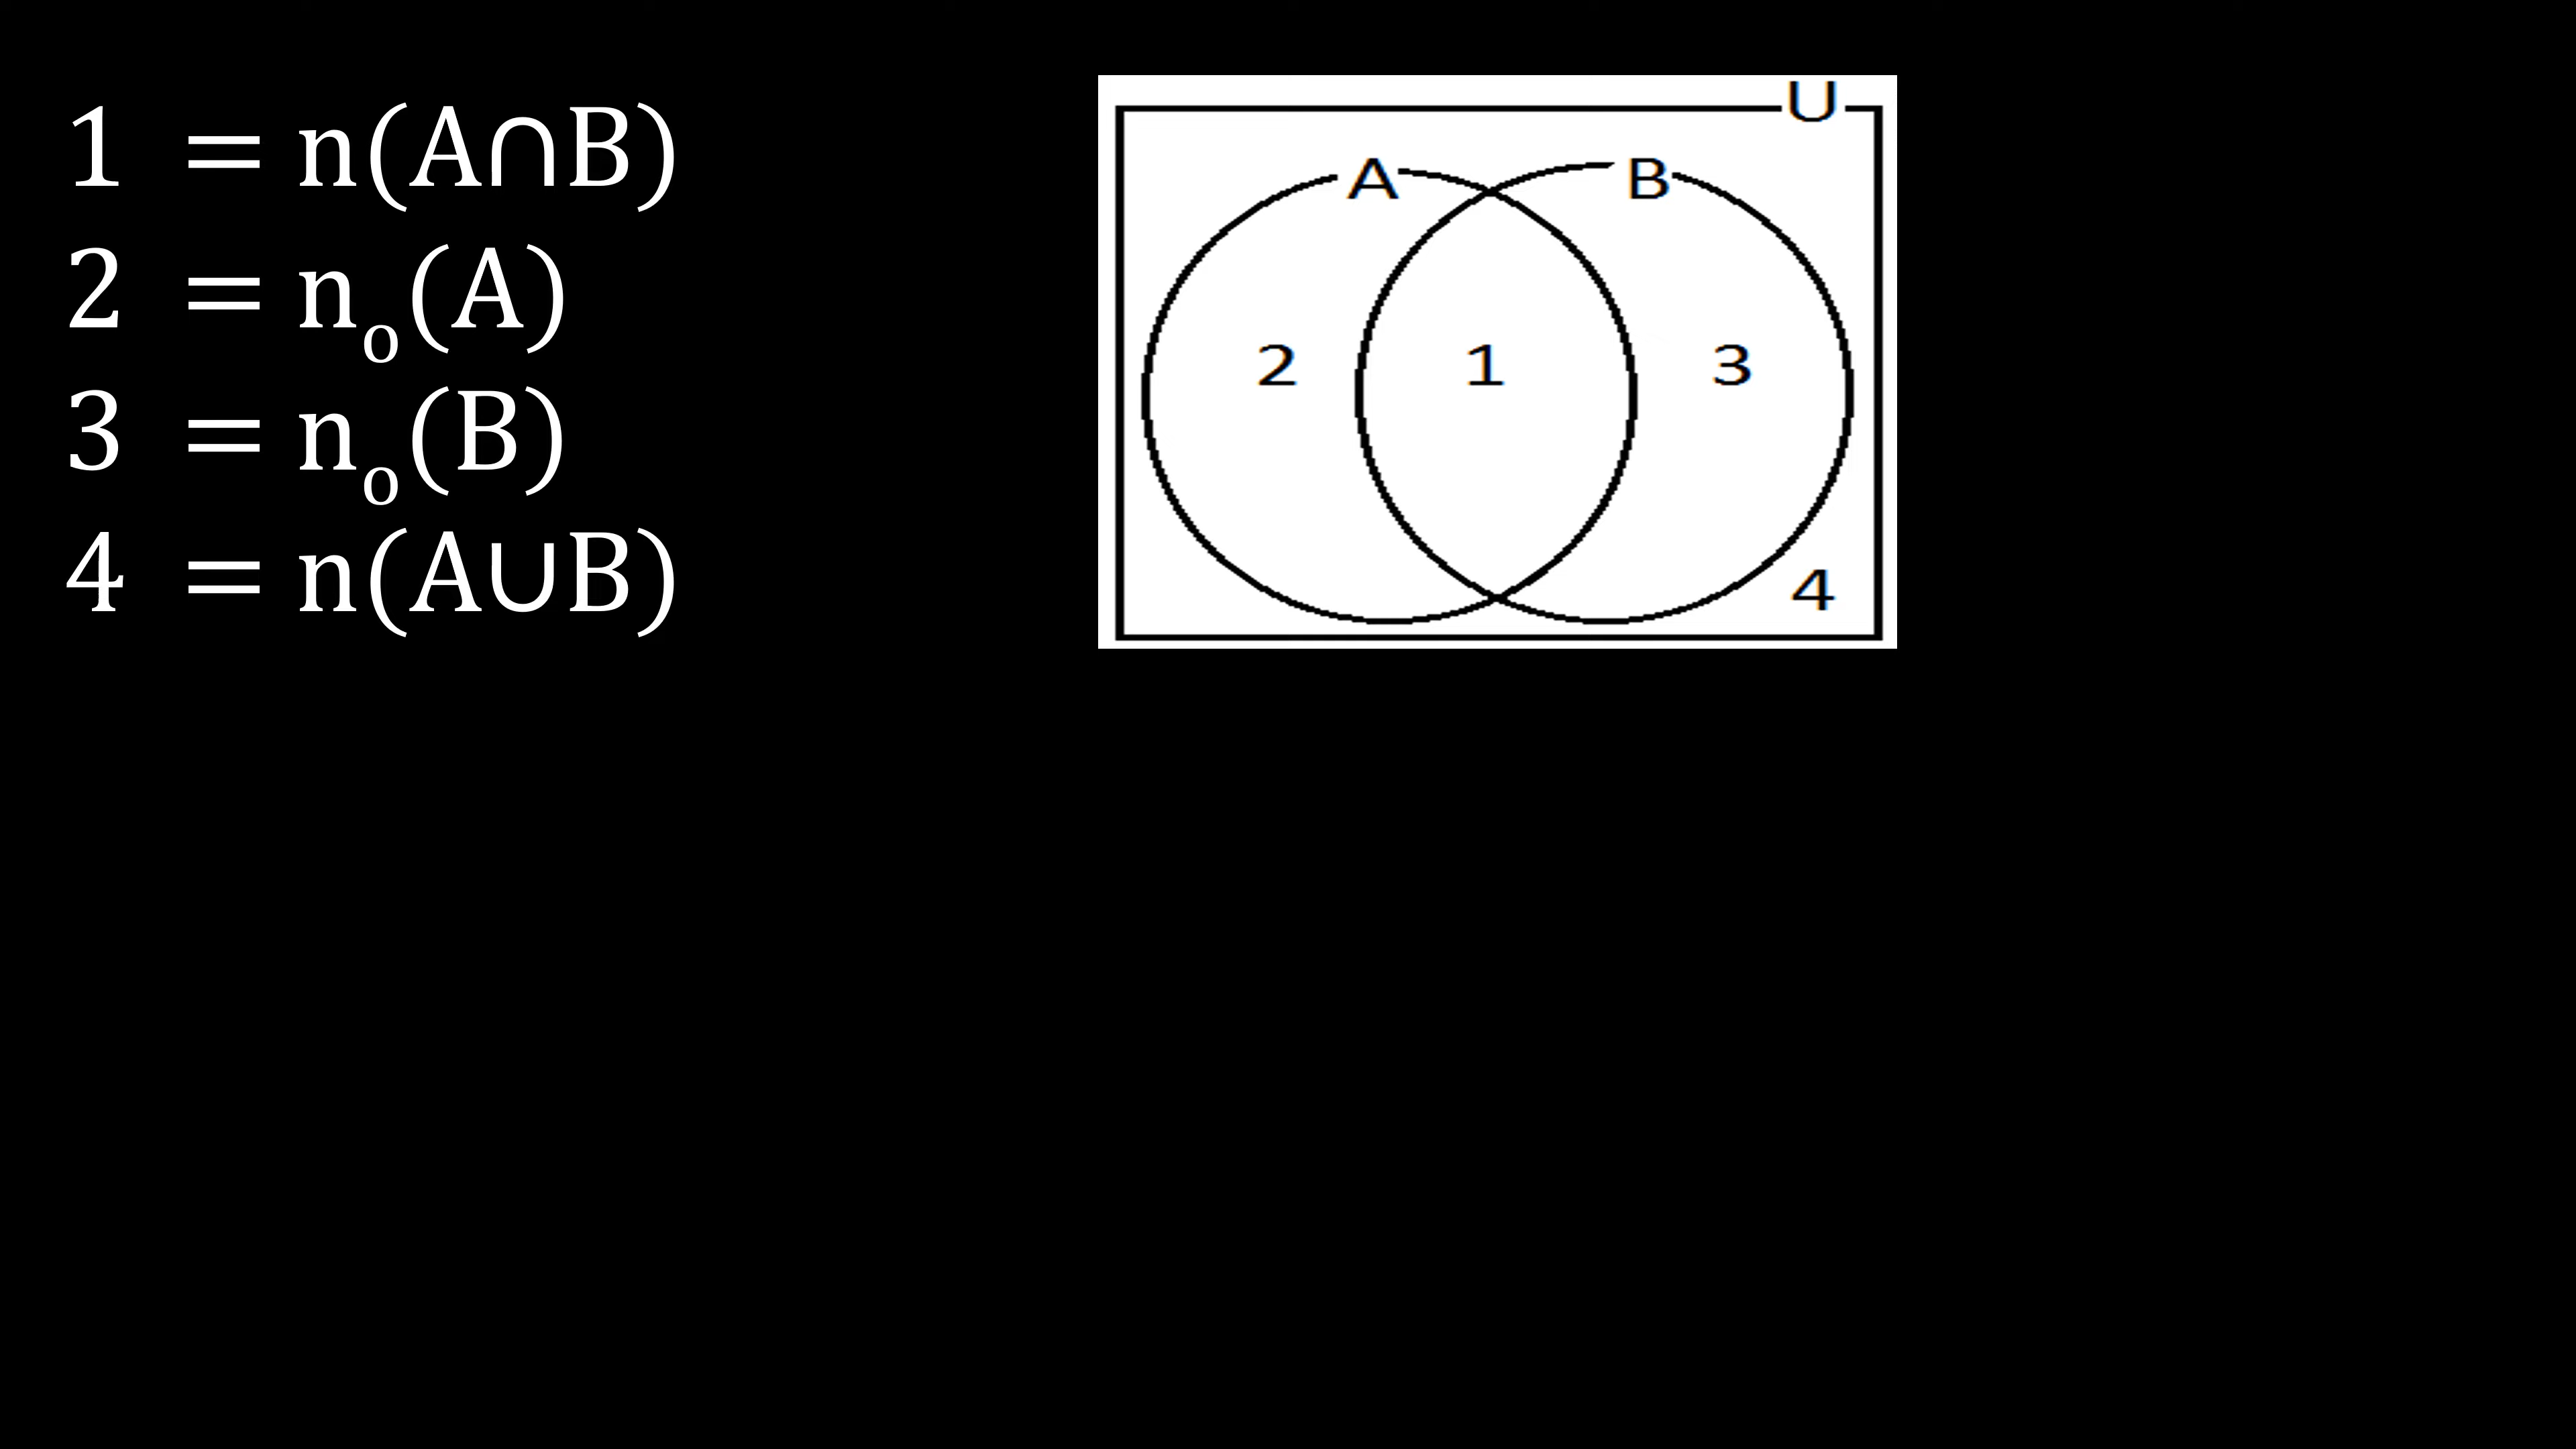 1 = n(A∩B)
2 = nₒ(A)
3 = nₒ(B)
4 = n(A∪B)
U
A B
2 1 3
4